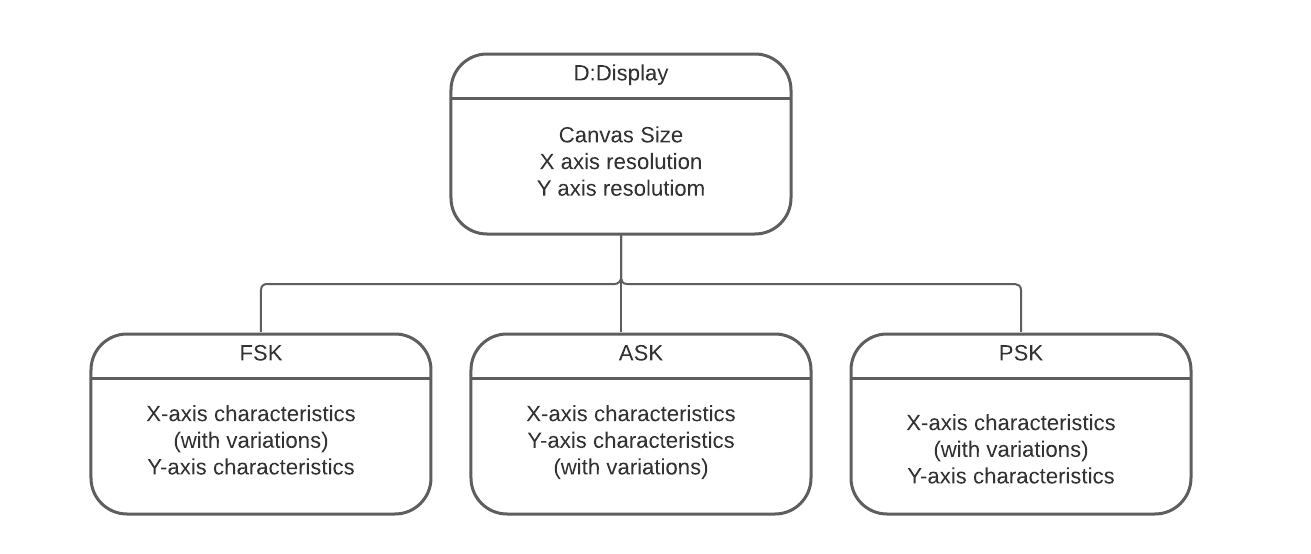 D:Display
Canvas Size
X axis resolution
Y axis resolutiom
FSK
X-axis characteristics
(with variations)
Y-axis characteristics
ASK
X-axis characteristics
Y-axis characteristics
(with variations)
PSK
X-axis characteristics
(with variations)
Y-axis characteristics